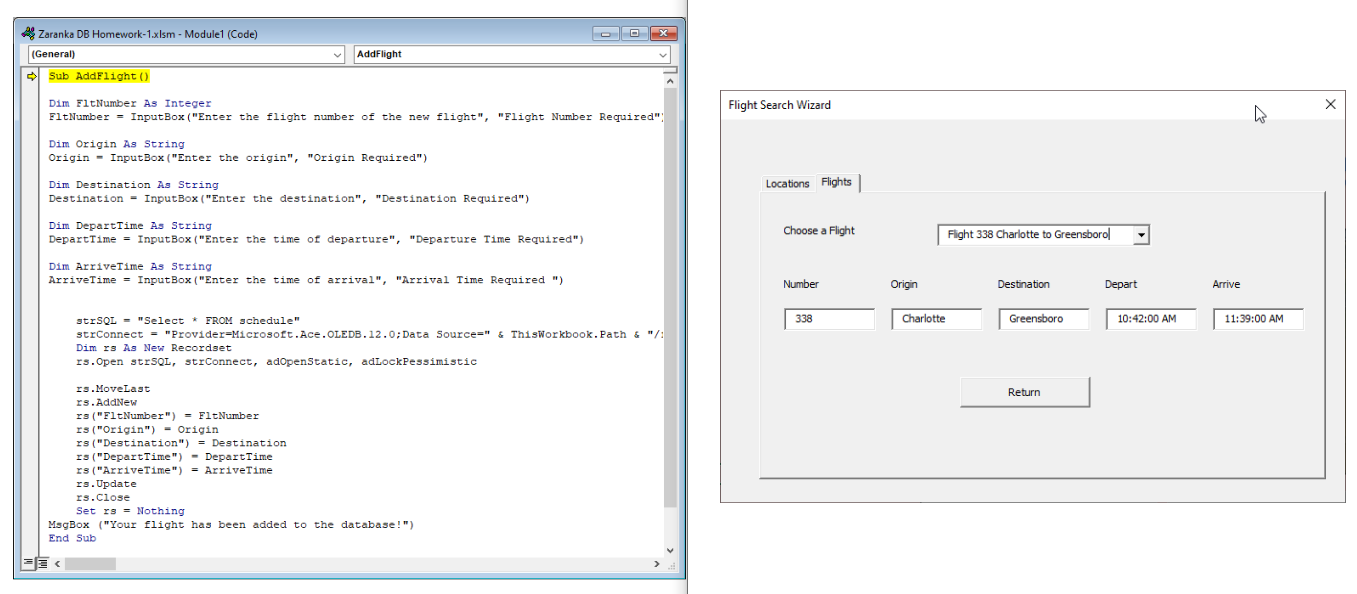 Zaranka DB Homework-1.xlsm - Module1 (Code)
(General)
AddFlight
Sub AddFlight()
Dim FltNumber As Integer
FltNumber = InputBox("Enter the flight number of the new flight", "Flight Number Required")
Dim Origin As String
Origin = InputBox("Enter the origin", "Origin Required")
Dim Destination As String
Destination = InputBox("Enter the destination", "Destination Required")
Dim DepartTime As String
DepartTime = InputBox("Enter the time of departure", "Departure Time Required")
Dim ArriveTime As String
ArriveTime = InputBox("Enter the time of arrival", "Arrival Time Required ")
strSQL = "Select * FROM schedule"
strConnect = "Provider=Microsoft.Ace.OLEDB.12.0;Data Source=" & ThisWorkbook.Path & "/
Dim rs As New Recordset
rs.Open strSQL, strConnect, adOpenStatic, adLockPessimistic
rs.MoveLast
rs.AddNew
rs("FltNumber") = FltNumber
rs("Origin") = Origin
rs("Destination") = Destination
rs("DepartTime") = DepartTime
rs("ArriveTime") = ArriveTime
rs.Update
rs.Close
Set rs = Nothing
MsgBox ("Your flight has been added to the database!")
End Sub
Flight Search Wizard
Locations Flights
Choose a Flight
Flight 338 Charlotte to Greensboro
Number Origin Destination Depart Arrive
338 Charlotte Greensboro 10:42:00 AM 11:39:00 AM
Return